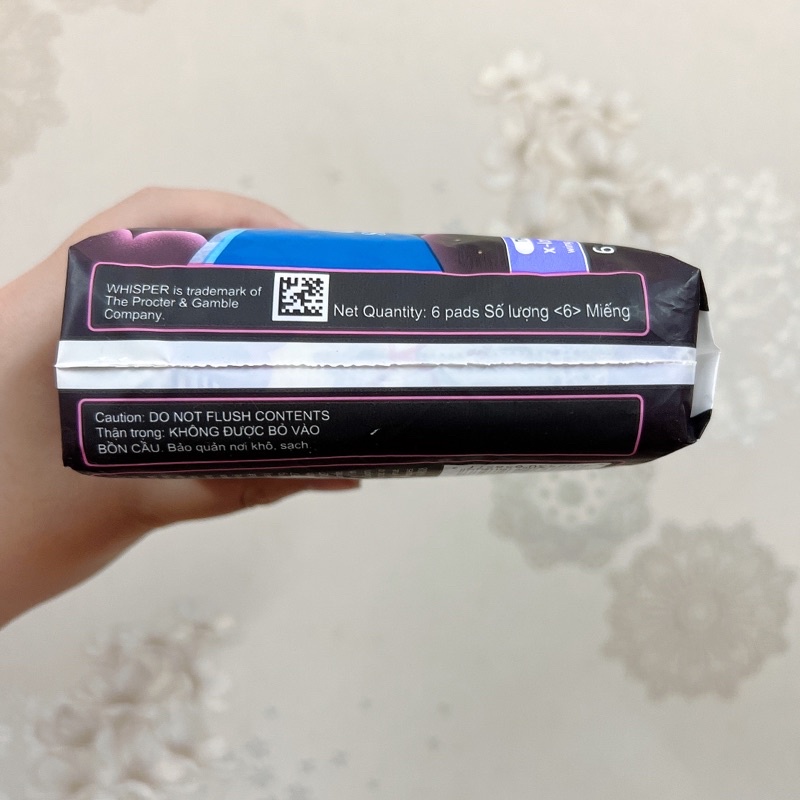 6
WHISPER is trademark of
The Procter & Gamble
Company.
Net Quantity: 6 pads Số lượng <6> Miếng
Caution: DO NOT FLUSH CONTENTS
Thận trọng: KHÔNG ĐƯỢC BỎ VÀO
BỒN CẦU. Bảo quản nơi khô, sạch.